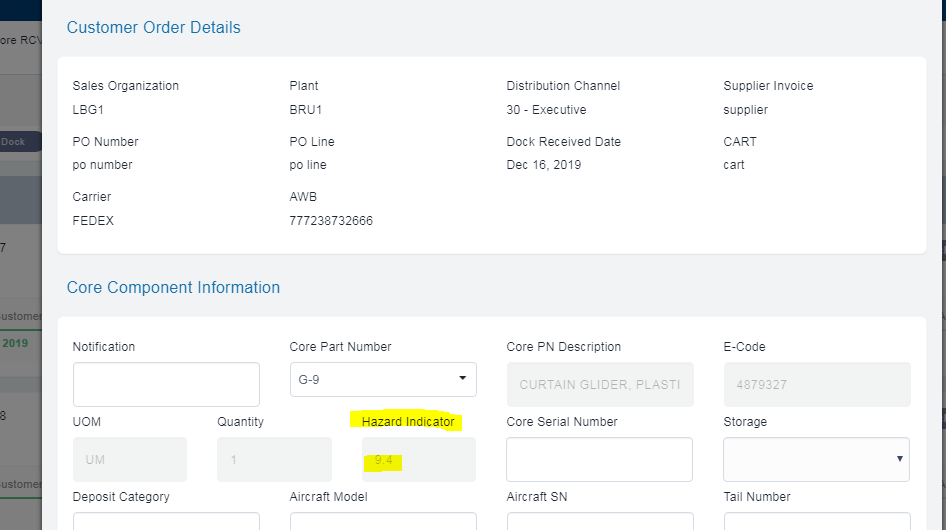 Customer Order Details
ore RCV
Sales Organization Plant Distribution Channel Supplier Invoice
LBG1 BRU1 30 - Executive supplier
Dock
PO Number PO Line Dock Received Date CART
po number po line Dec 16, 2019 cart
Carrier AWB
FEDEX 777238732666
7
Core Component Information
ustomer
2019
Notification Core Part Number Core PN Description E-Code
G-9 CURTAIN GLIDER, PLASTI 4879327
8
UOM Quantity Hazard Indicator Core Serial Number Storage
UM 1 9.4
ustomer
Deposit Category Aircraft Model Aircraft SN Tail Number